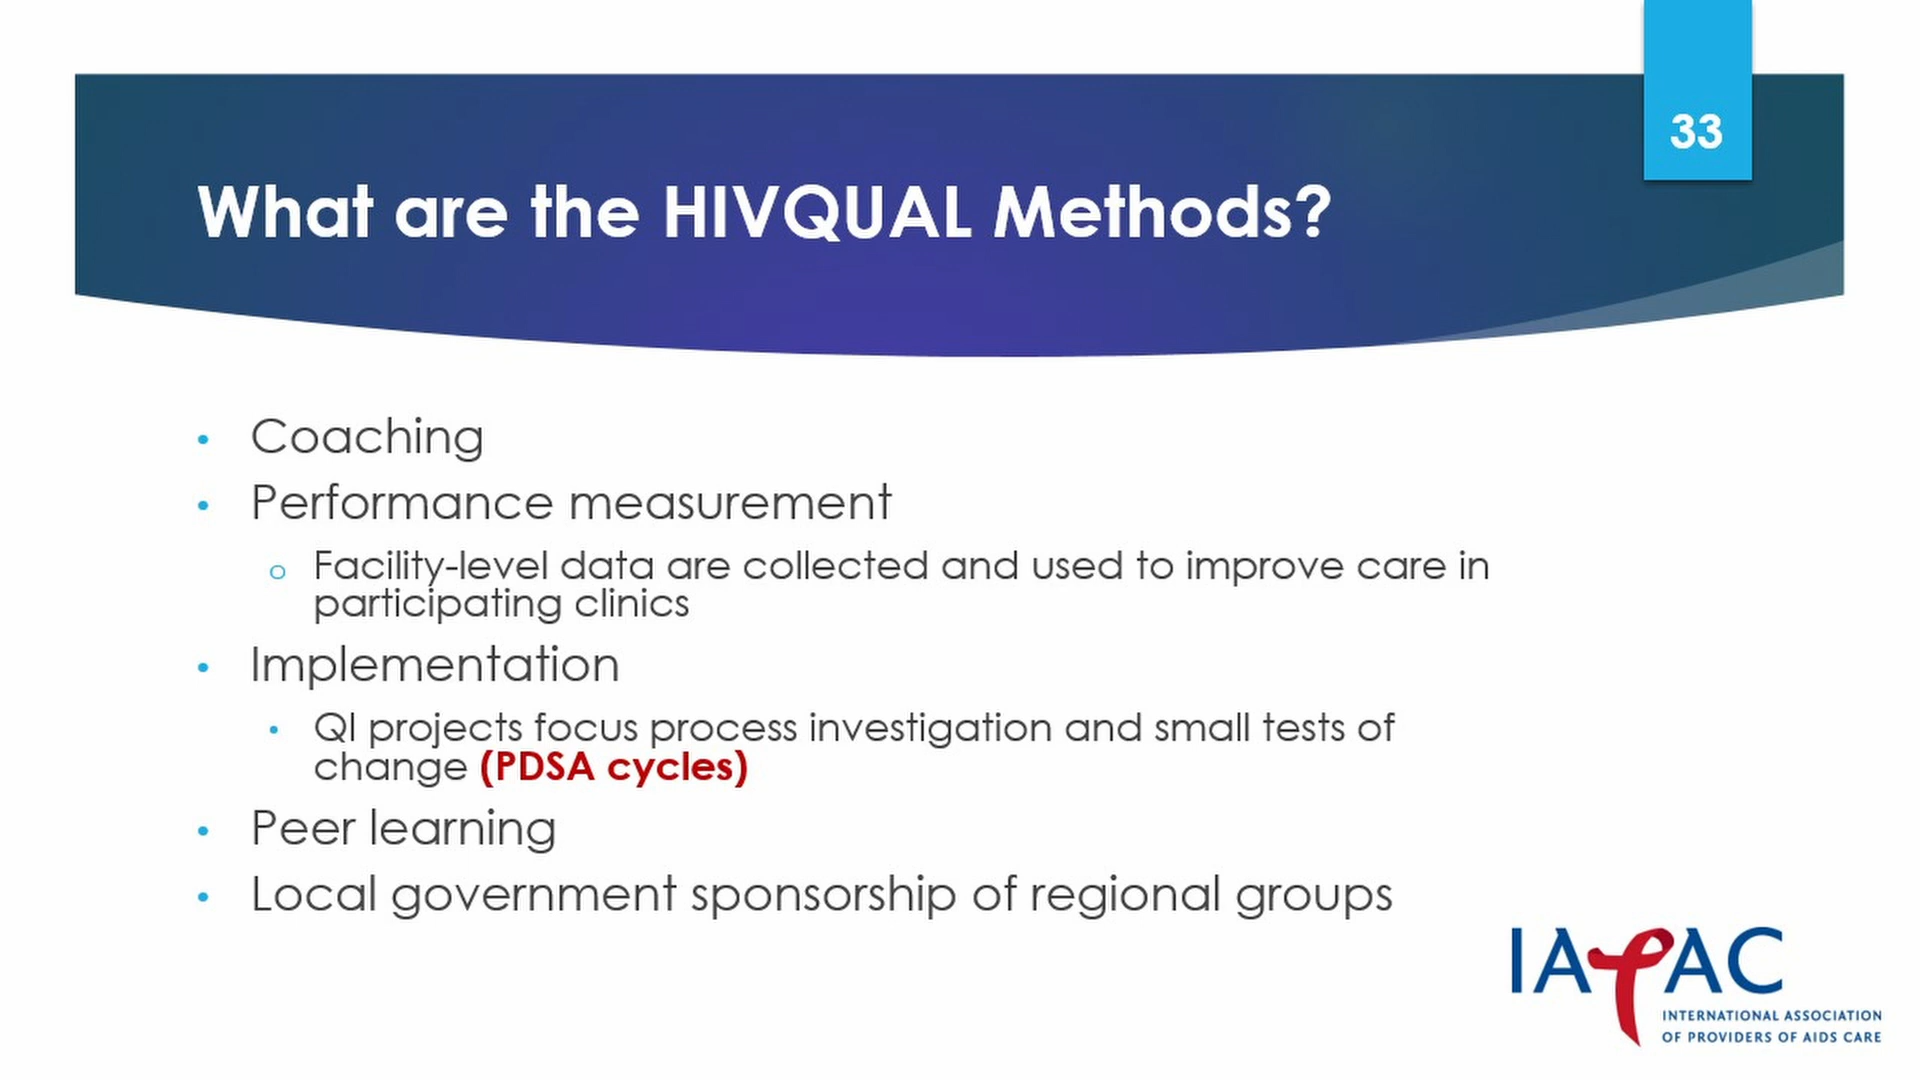 33
What are the HIVQUAL Methods?
• Coaching
• Performance measurement
o Facility-level data are collected and used to improve care in
participating clinics
• Implementation
• QI projects focus process investigation and small tests of
change (PDSA cycles)
• Peer learning
• Local government sponsorship of regional groups
IAPAC
INTERNATIONAL ASSOCIATION
OF PROVIDERS OF AIDS CARE